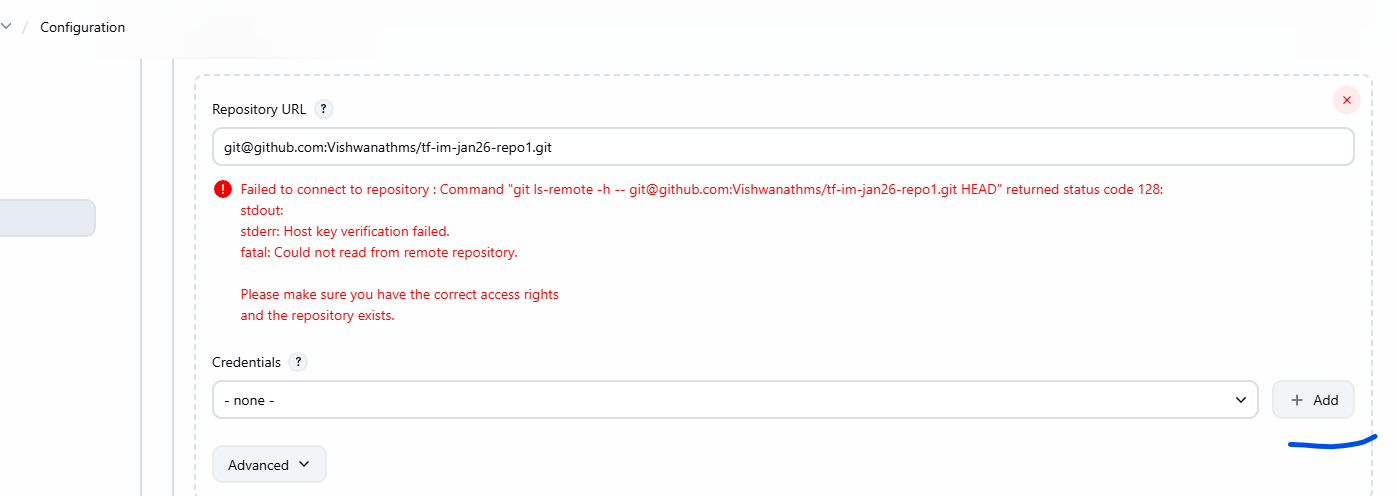 / Configuration
Repository URL ?
git@github.com:Vishwanathms/tf-im-jan26-repo1.git
Failed to connect to repository : Command "git ls-remote -h -- git@github.com:Vishwanathms/tf-im-jan26-repo1.git HEAD" returned status code 128:
stdout:
stderr: Host key verification failed.
fatal: Could not read from remote repository.
Please make sure you have the correct access rights
and the repository exists.
Credentials ?
- none -
+ Add
Advanced